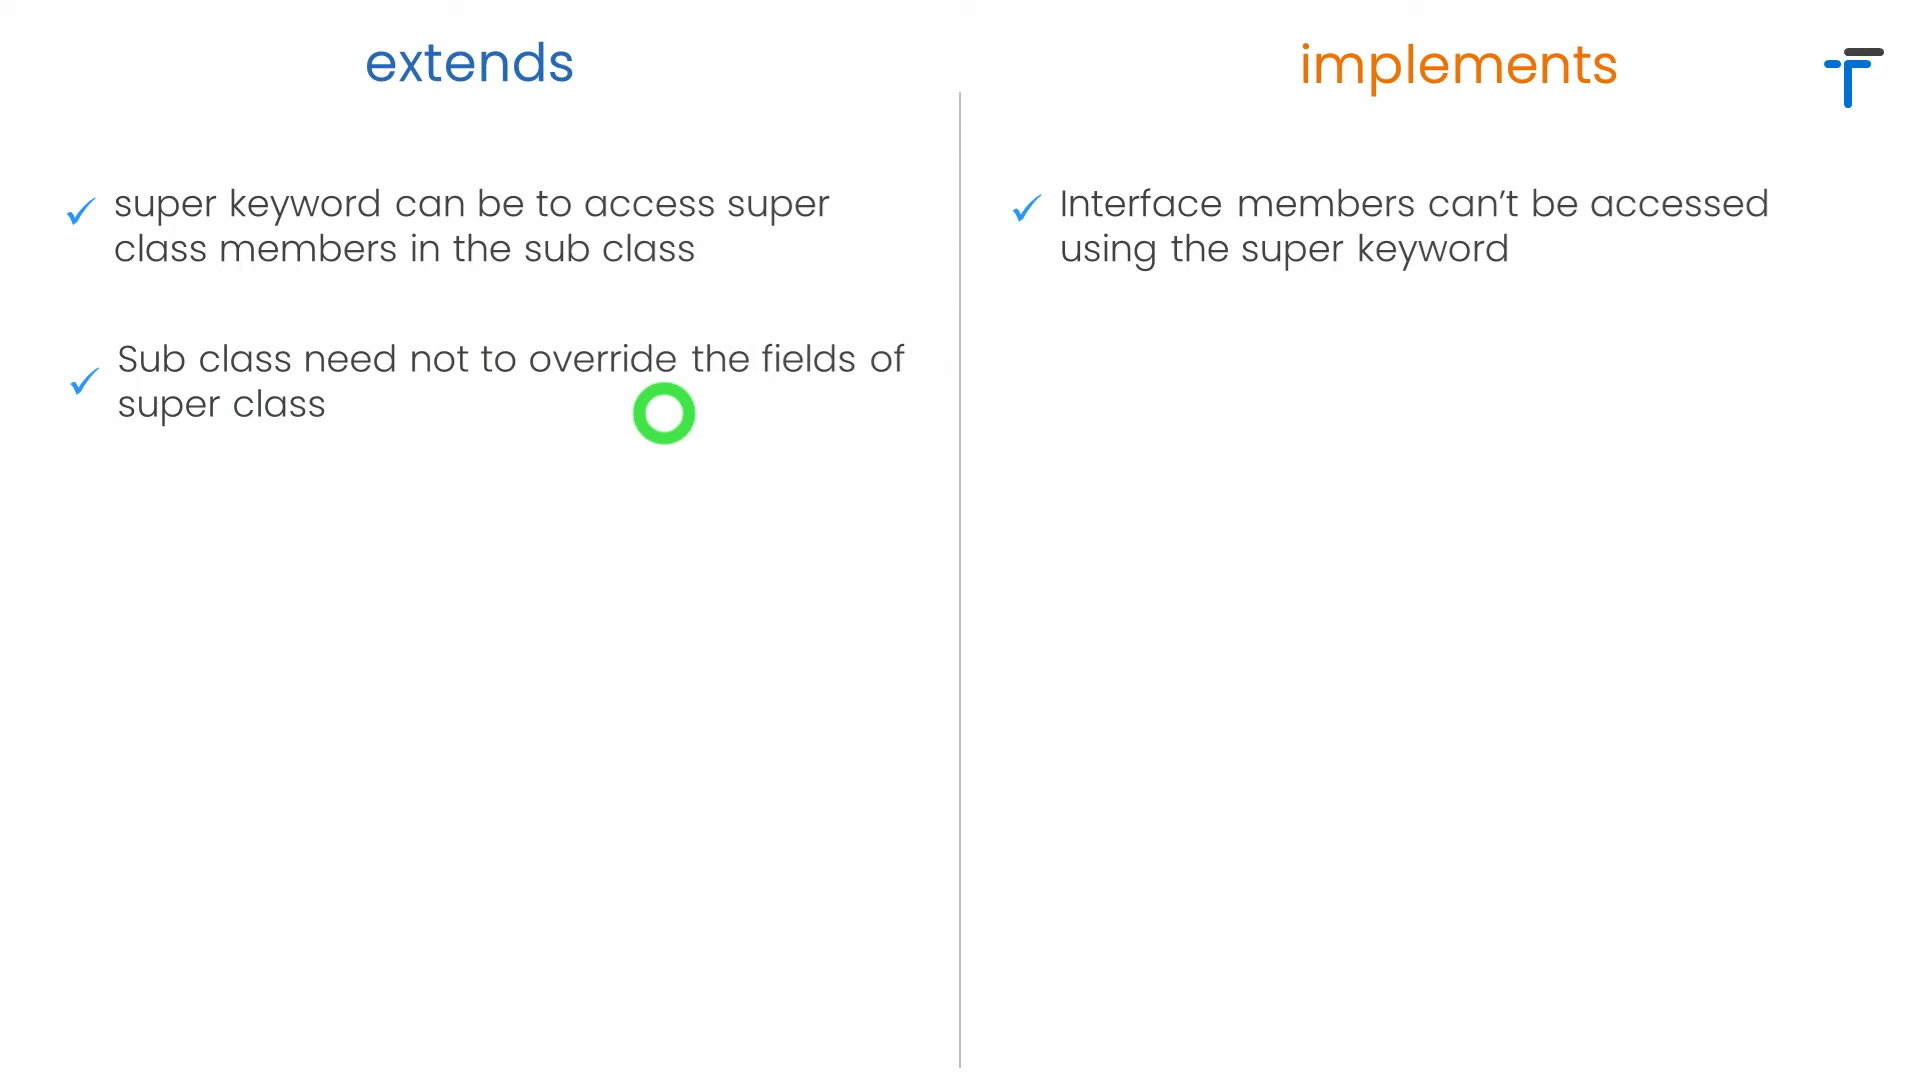 extends
super keyword can be to access super
class members in the sub class
Sub class need not to override the fields of
super class
implements
Interface members can’t be accessed
using the super keyword